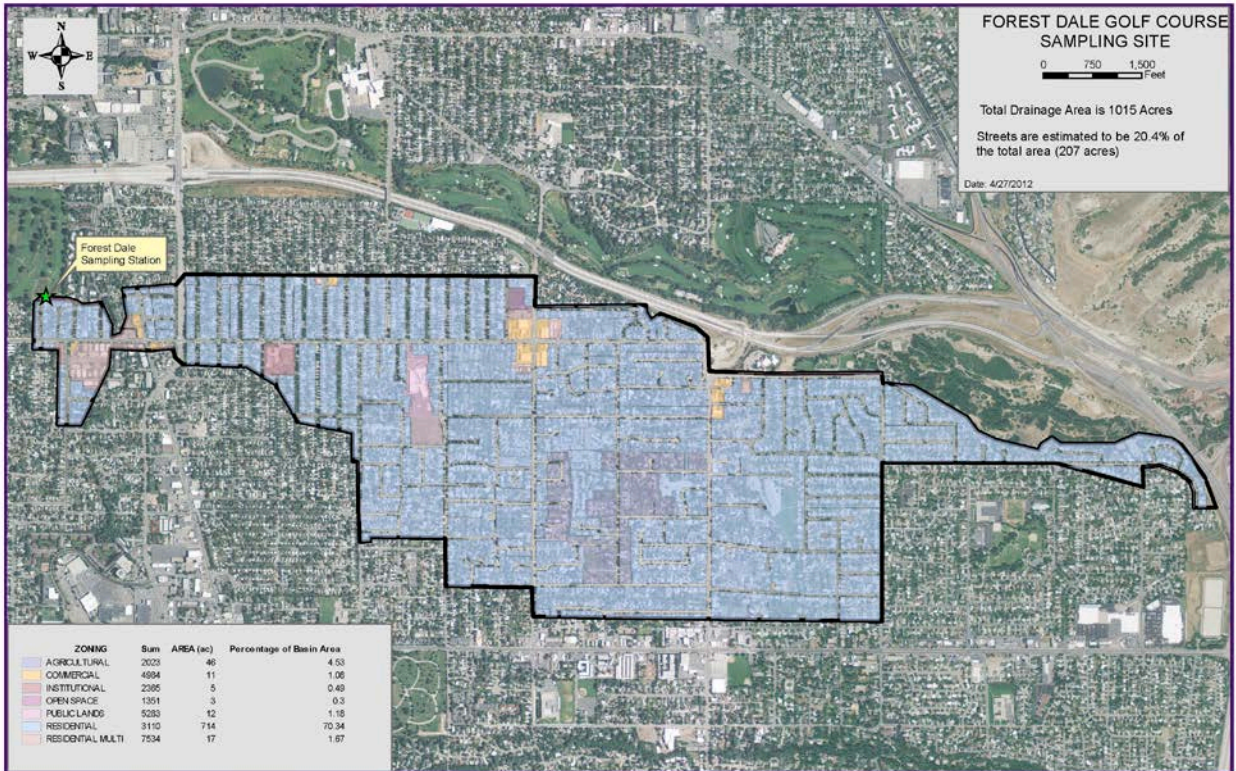 FOREST DALE GOLF COURSE
SAMPLING SITE
0 750 1,500
Feet
Total Drainage Area is 1015 Acres
Streets are estimated to be 20.4% of
the total area (207 acres)
Date: 4/27/2012
N
W E
S
Forest Dale
Sampling Station
ZONING Sum AREA (ac) Percentage of Basin Area
AGRICULTURAL 2023 46 4.53
COMMERCIAL 4984 11 1.08
INSTITUTIONAL 2365 5 0.49
OPEN SPACE 1351 3 0.3
PUBLIC LANDS 5283 12 1.18
RESIDENTIAL 3110 714 70.34
RESIDENTIAL MULTI 7534 17 1.67